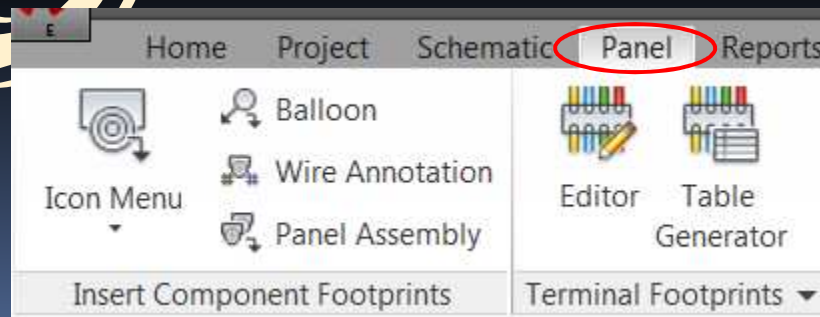 E
Home Project Schematic Panel Reports
Balloon
Wire Annotation
Icon Menu
Panel Assembly
Insert Component Footprints
Editor
Table
Generator
Terminal Footprints